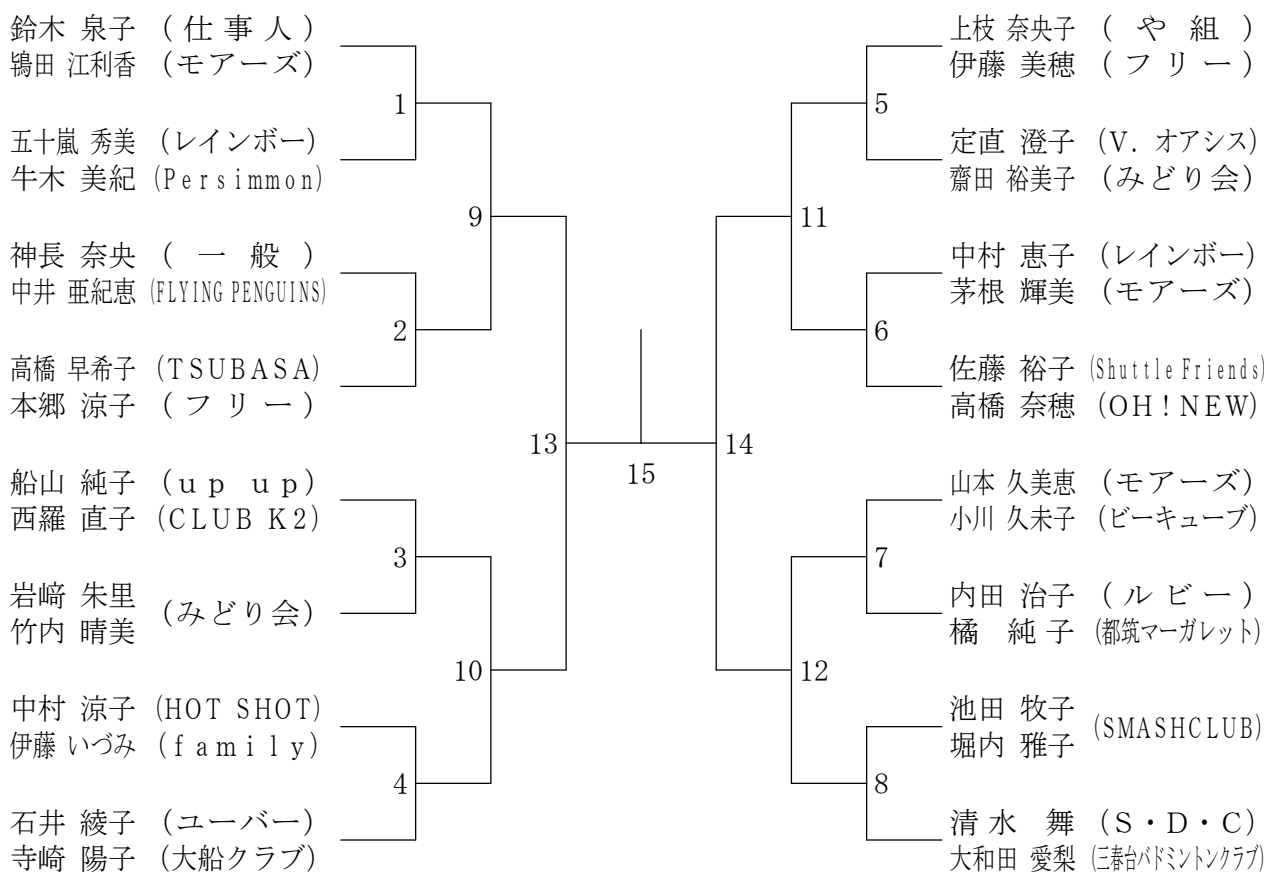 鈴木 泉子 (仕事人)
鴇田 江利香 (モアーズ)
1
五十嵐 秀美 (レインボー)
牛木 美紀 (Persimmon)
9
神長 奈央 (一般)
中井 亜紀恵 (FLYING PENGUINS)
2
高橋 早希子 (TSUBASA)
本郷 涼子 (フリー)
13
船山 純子 (up up)
西羅 直子 (CLUB K2)
3
岩﨑 朱里
竹内 晴美
(みどり会)
10
中村 涼子 (HOT SHOT)
伊藤 いづみ (family)
4
石井 綾子 (ユーバー)
寺崎 陽子 (大船クラブ)
15
上枝 奈央子 (や組)
伊藤 美穂 (フリー)
5
定直 澄子 (V. オアシス)
齋田 裕美子 (みどり会)
11
中村 恵子 (レインボー)
茅根 輝美 (モアーズ)
6
佐藤 裕子 (Shuttle Friends)
高橋 奈穂 (OH!NEW)
14
山本 久美恵 (モアーズ)
小川 久未子 (ビーキューブ)
7
内田 治子 (ルビー)
橘 純子 (都筑マーガレット)
12
池田 牧子
堀内 雅子
(SMASHCLUB)
8
清水 舞 (S・D・C)
大和田 愛梨 (三春台バドミントンクラブ)